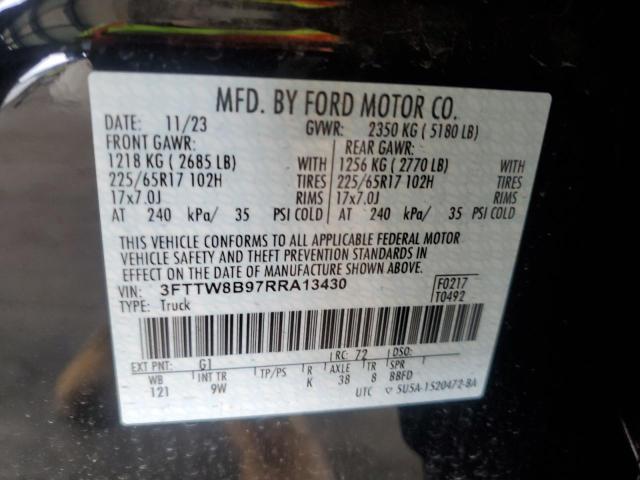 MFD. BY FORD MOTOR CO.
DATE: 11/23 GVWR: 2350 KG ( 5180 LB)
FRONT GAWR: REAR GAWR:
1218 KG ( 2685 LB) WITH 1256 KG ( 2770 LB) WITH
225/65R17 102H TIRES 225/65R17 102H TIRES
17x7.0J RIMS 17x7.0J RIMS
AT 240 kPa/ 35 PSI COLD AT 240 kPa/ 35 PSI COLD
THIS VEHICLE CONFORMS TO ALL APPLICABLE FEDERAL MOTOR
VEHICLE SAFETY AND THEFT PREVENTION STANDARDS IN
EFFECT ON THE DATE OF MANUFACTURE SHOWN ABOVE.
VIN: 3FTTW8B97RRA13430 F0217
TYPE: Truck T0492
EXT PNT: G1 RC: 72 DSO:
WB INT TR TP/PS R AXLE TR SPR
121 9W K 38 8 BBFD
UTC 5U5A-1520472-BA